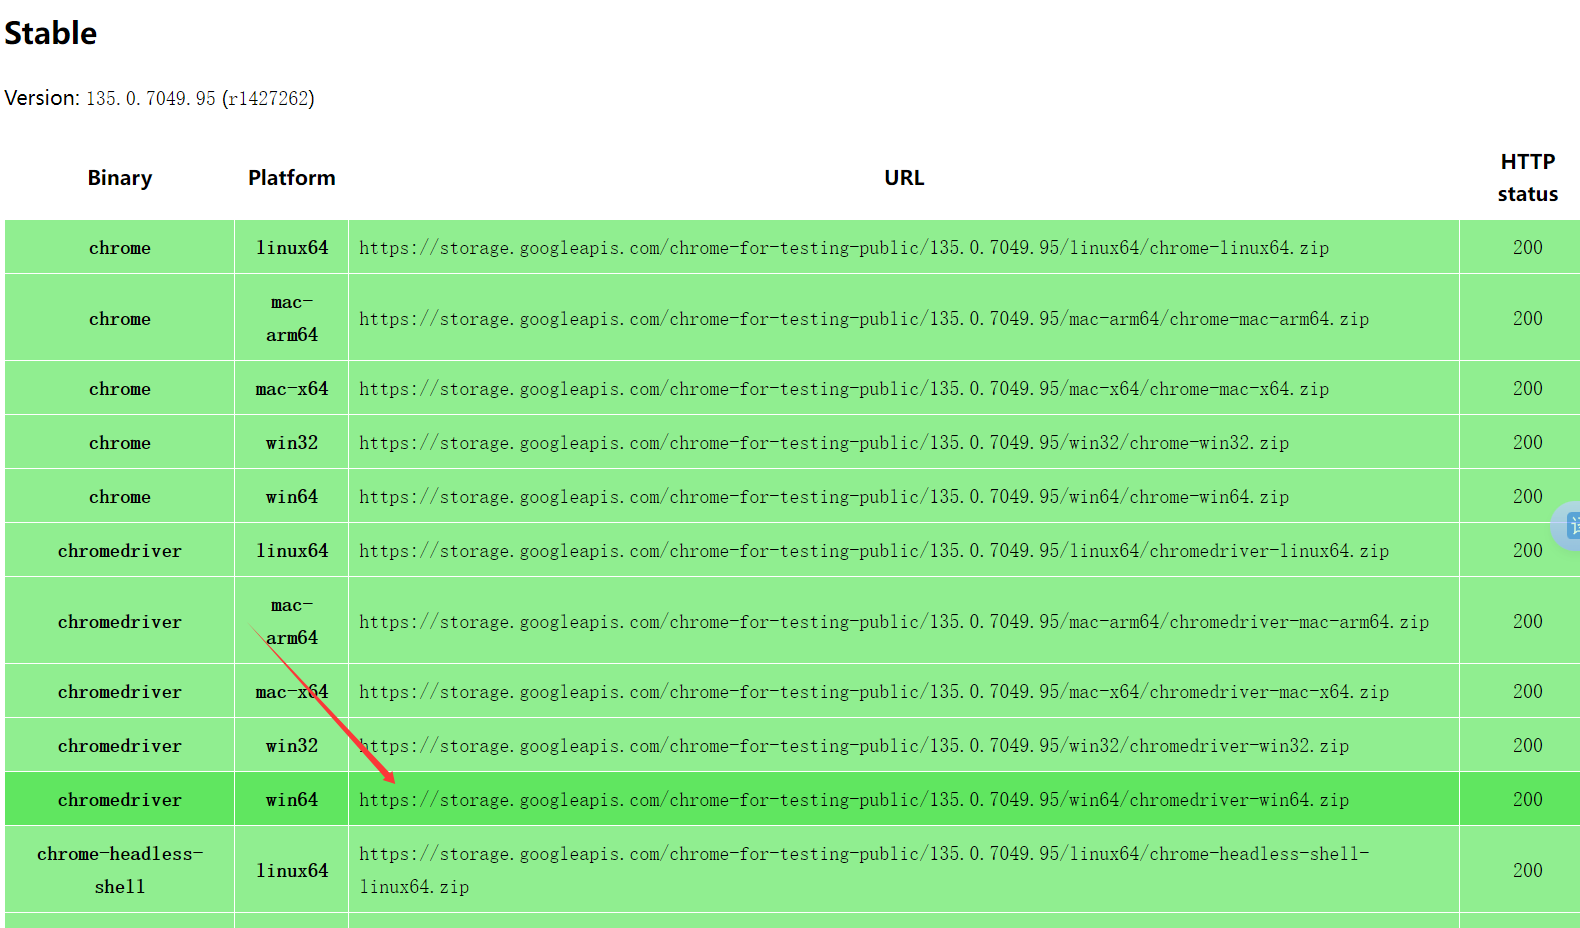 Stable
Version: 135.0.7049.95 (r1427262)
Binary Platform URL HTTP status
chrome linux64 https://storage.googleapis.com/chrome-for-testing-public/135.0.7049.95/linux64/chrome-linux64.zip 200
chrome mac-arm64 https://storage.googleapis.com/chrome-for-testing-public/135.0.7049.95/mac-arm64/chrome-mac-arm64.zip 200
chrome mac-x64 https://storage.googleapis.com/chrome-for-testing-public/135.0.7049.95/mac-x64/chrome-mac-x64.zip 200
chrome win32 https://storage.googleapis.com/chrome-for-testing-public/135.0.7049.95/win32/chrome-win32.zip 200
chrome win64 https://storage.googleapis.com/chrome-for-testing-public/135.0.7049.95/win64/chrome-win64.zip 200
chromedriver linux64 https://storage.googleapis.com/chrome-for-testing-public/135.0.7049.95/linux64/chromedriver-linux64.zip 200
chromedriver mac-arm64 https://storage.googleapis.com/chrome-for-testing-public/135.0.7049.95/mac-arm64/chromedriver-mac-arm64.zip 200
chromedriver mac-x64 https://storage.googleapis.com/chrome-for-testing-public/135.0.7049.95/mac-x64/chromedriver-mac-x64.zip 200
chromedriver win32 https://storage.googleapis.com/chrome-for-testing-public/135.0.7049.95/win32/chromedriver-win32.zip 200
chromedriver win64 https://storage.googleapis.com/chrome-for-testing-public/135.0.7049.95/win64/chromedriver-win64.zip 200
chrome-headless-shell linux64 https://storage.googleapis.com/chrome-for-testing-public/135.0.7049.95/linux64/chrome-headless-shell-linux64.zip 200